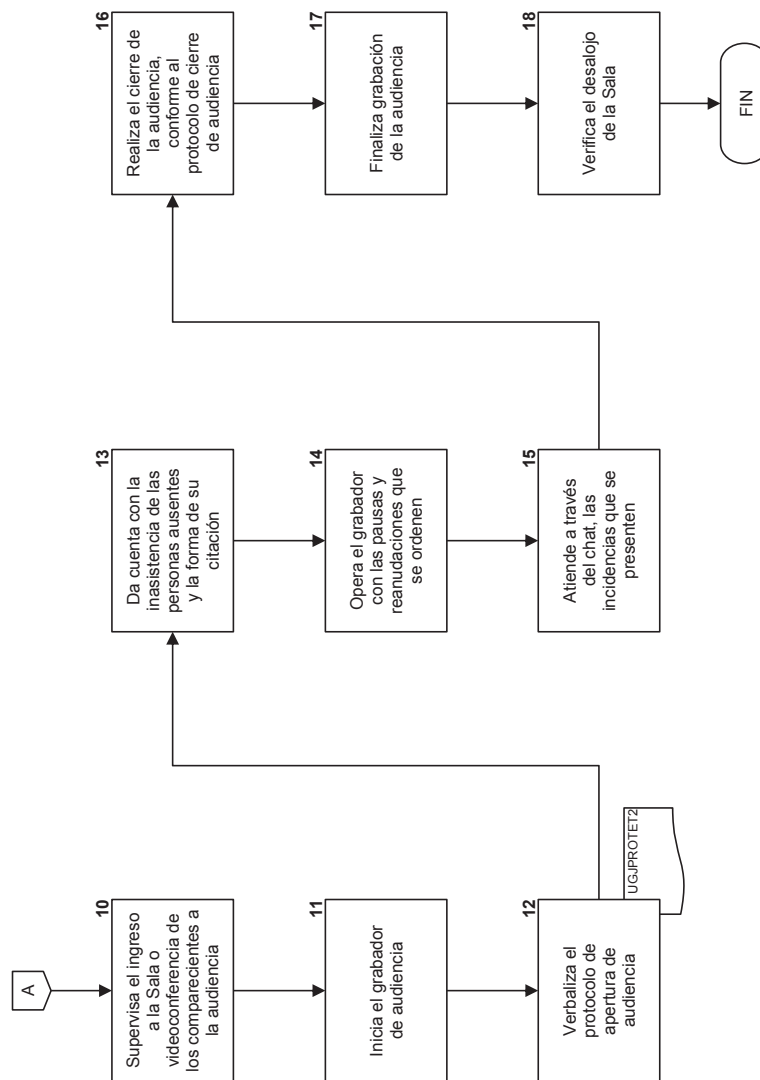 A
10
Supervisa el ingreso
a la Sala o
videoconferencia de
los comparecientes a
la audiencia
11
Inicia el grabador
de audiencia
12
Verbaliza el
protocolo de
apertura de
audiencia
UGJPROTET2
13
Da cuenta con la
inasistencia de las
personas ausentes
y la forma de su
citación
14
Opera el grabador
con las pausas y
reanudaciones que
se ordenen
15
Atiende a través
del chat, las
incidencias que se
presenten
16
Realiza el cierre de
la audiencia,
conforme al
protocolo de cierre
de audiencia
17
Finaliza grabación
de la audiencia
18
Verifica el desalojo
de la Sala
FIN